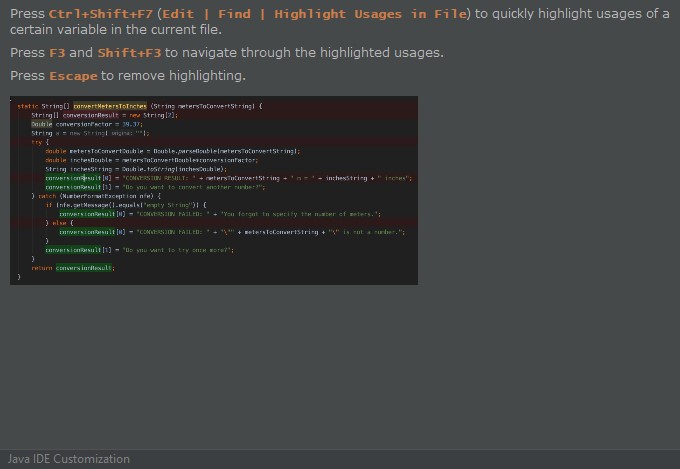 Press Ctrl+Shift+F7 (Edit | Find | Highlight Usages in File) to quickly highlight usages of a
certain variable in the current file.
Press F3 and Shift+F3 to navigate through the highlighted usages.
Press Escape to remove highlighting.
static String[] convertMetersToInches (String metersToConvertString) {
String[] conversionResult = new String[2];
Double conversionFactor = 39.37;
String a = new String( original: "");
try {
double metersToConvertDouble = Double.parseDouble(metersToConvertString);
double inchesDouble = metersToConvertDouble*conversionFactor;
String inchesString = Double.toString(inchesDouble);
conversionResult[0] = "CONVERSION RESULT: " + metersToConvertString + " m = " + inchesString + " inches";
conversionResult[1] = "Do you want to convert another number?";
} catch (NumberFormatException nfe) {
if (nfe.getMessage().equals("empty String")) {
conversionResult[0] = "CONVERSION FAILED: " + "You forgot to specify the number of meters.";
} else {
conversionResult[0] = "CONVERSION FAILED: " + "\"" + metersToConvertString + "\" is not a number.";
}
conversionResult[1] = "Do you want to try once more?";
}
return conversionResult;
}
Java IDE Customization